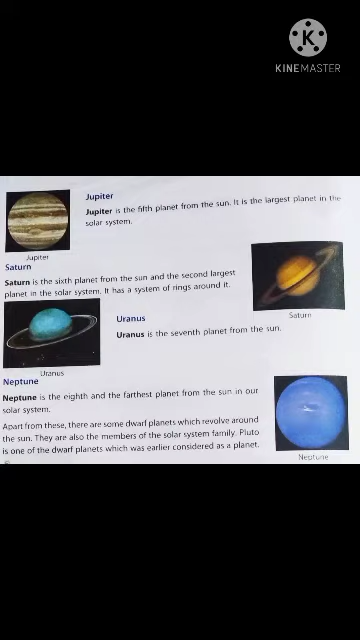 K
KINEMASTER
Jupiter
Jupiter is the fifth planet from the sun. It is the largest planet in the
solar system.
Jupiter
Saturn
Saturn is the sixth planet from the sun and the second largest
planet in the solar system. It has a system of rings around it.
Saturn
Uranus
Uranus is the seventh planet from the sun.
Uranus
Neptune
Neptune is the eighth and the farthest planet from the sun in our
solar system.
Apart from these, there are some dwarf planets which revolve around
the sun. They are also the members of the solar system family. Pluto
is one of the dwarf planets which was earlier considered as a planet.
Neptune